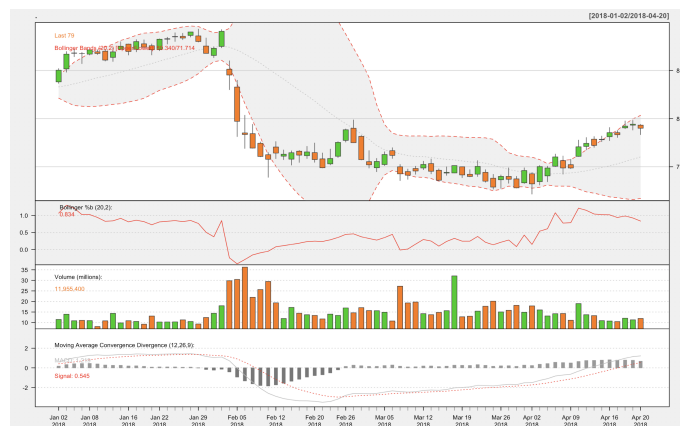 [2018-01-02/2018-04-20]
Last 79
Bollinger Bands (20,2)
/71.714
8
8
7
Bollinger %b (20,2):
0.834
1.0
0.5
0.0
Volume (millions):
11,955,400
35
30
25
20
15
10
Moving Average Convergence Divergence (12,26,9):
Signal: 0.545
2
0
-2
Jan 02 Jan 08 Jan 16 Jan 22 Jan 29 Feb 05 Feb 12 Feb 20 Feb 26 Mar 05 Mar 12 Mar 19 Mar 26 Apr 02 Apr 09 Apr 16 Apr 20
2018 2018 2018 2018 2018 2018 2018 2018 2018 2018 2018 2018 2018 2018 2018 2018 2018